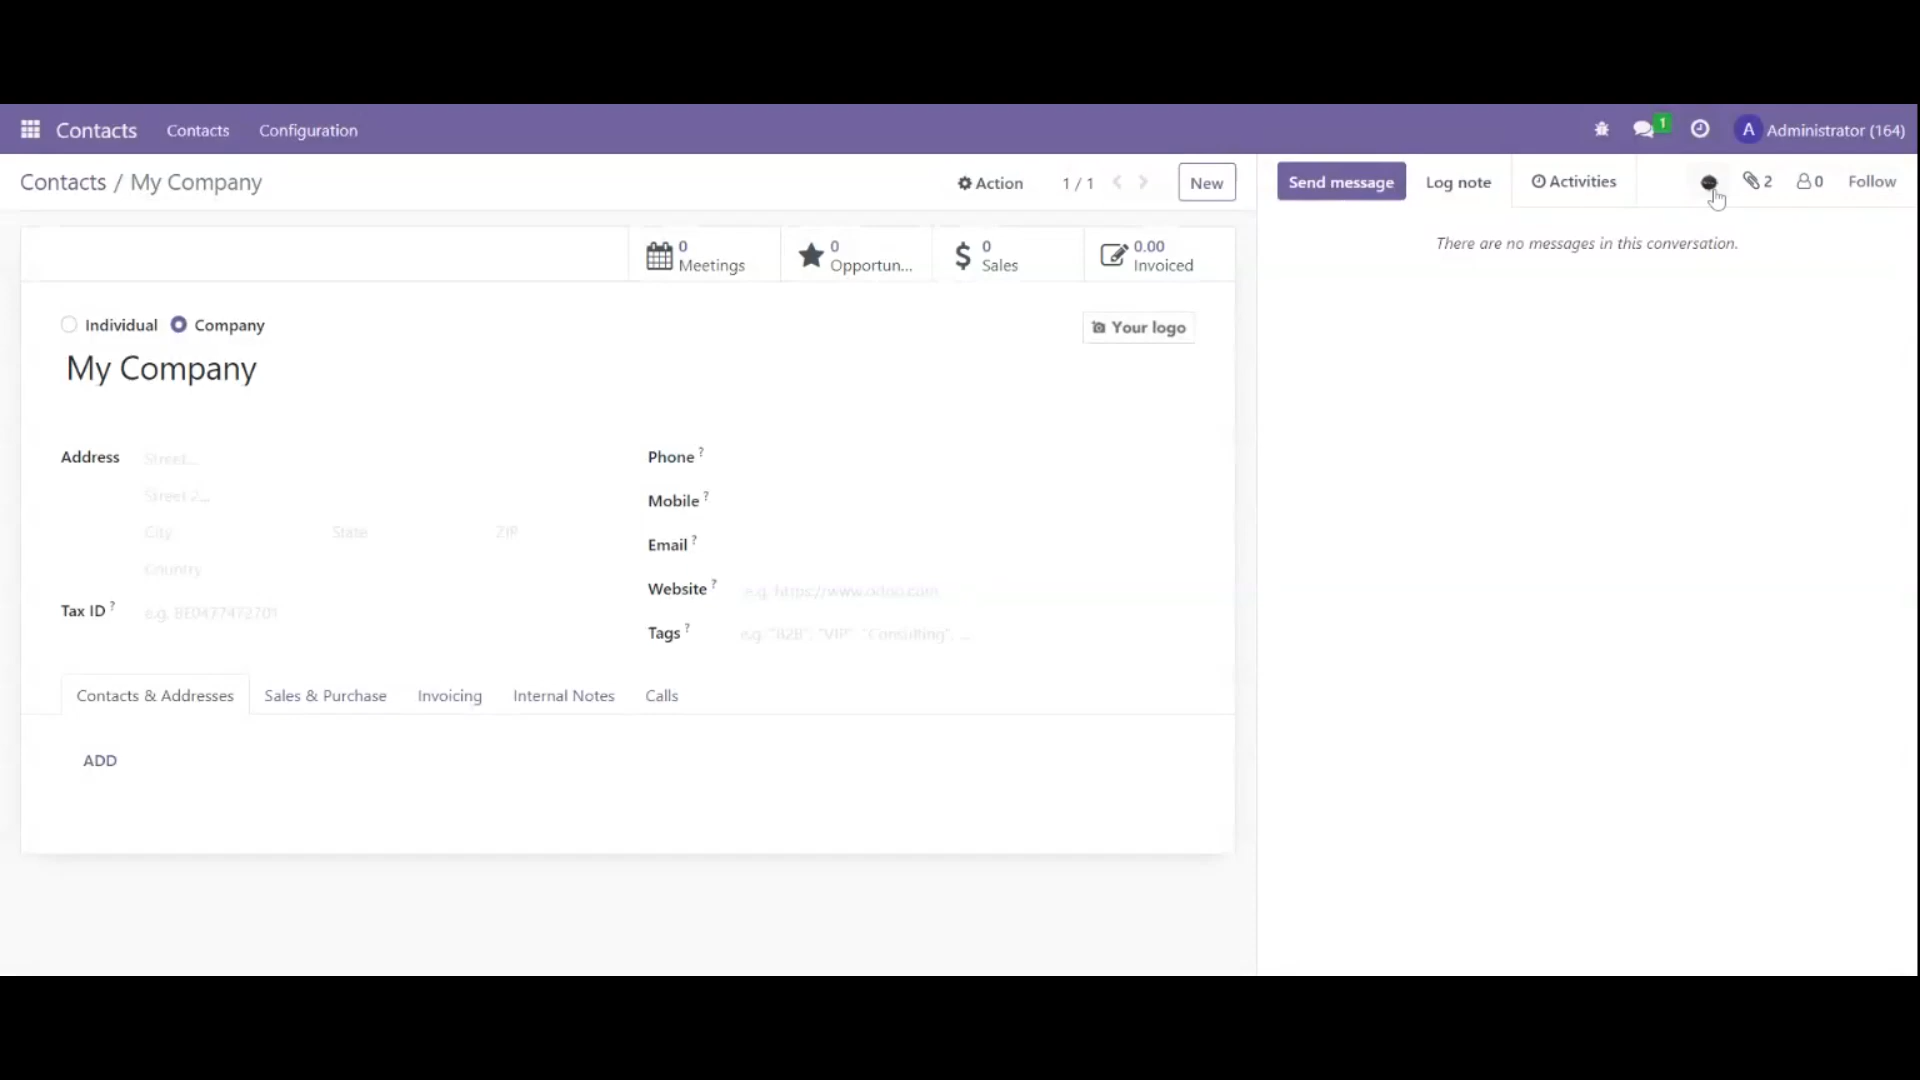 Contacts Contacts Configuration 1 A Administrator (164)
Contacts / My Company Action 1 / 1 New Send message Log note Activities 2 0 Follow
There are no messages in this conversation.
0 Meetings
0 Opportun...
0 Sales
0.00 Invoiced
Individual Company
Your logo
My Company
Address Street...
Street 2...
City State ZIP
Country
Tax ID ? e.g. BE0477472701
Phone ?
Mobile ?
Email ?
Website ? e.g. https://www.odoo.com
Tags ? e.g. "B2B", "VIP", "Consulting", ...
Contacts & Addresses Sales & Purchase Invoicing Internal Notes Calls
ADD